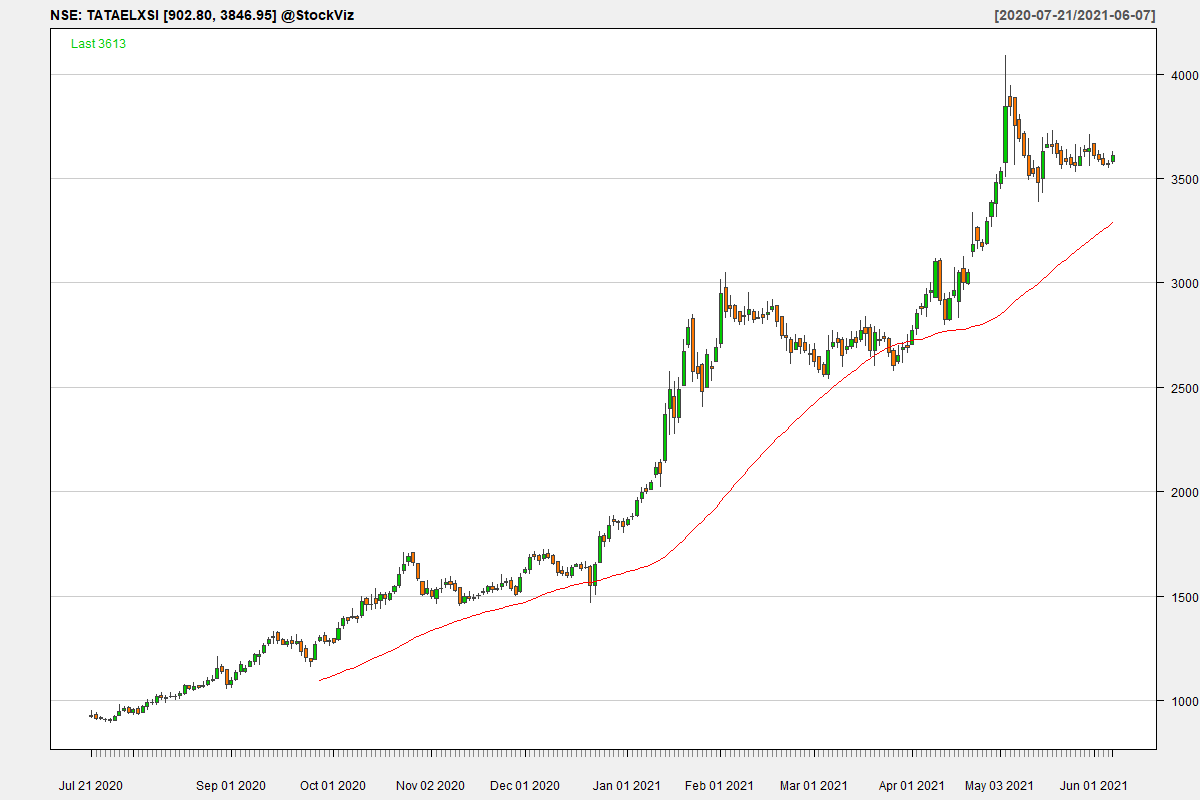 NSE: TATAELXSI [902.80, 3846.95] @StockViz [2020-07-21/2021-06-07]
Last 3613
4000
3500
3000
2500
2000
1500
1000
Jul 21 2020 Sep 01 2020 Oct 01 2020 Nov 02 2020 Dec 01 2020 Jan 01 2021 Feb 01 2021 Mar 01 2021 Apr 01 2021 May 03 2021 Jun 01 2021